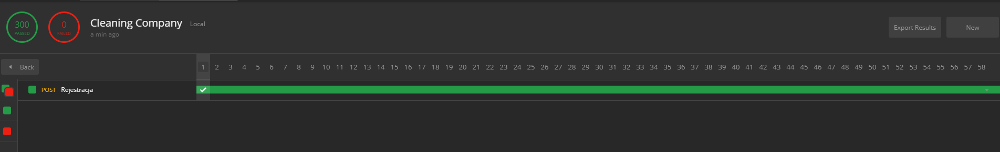 300
PASSED
0
FAILED
Cleaning Company Local
a min ago
Export Results
New
Back
1 2 3 4 5 6 7 8 9 10 11 12 13 14 15 16 17 18 19 20 21 22 23 24 25 26 27 28 29 30 31 32 33 34 35 36 37 38 39 40 41 42 43 44 45 46 47 48 49 50 51 52 53 54 55 56 57 58
POST Rejestracja